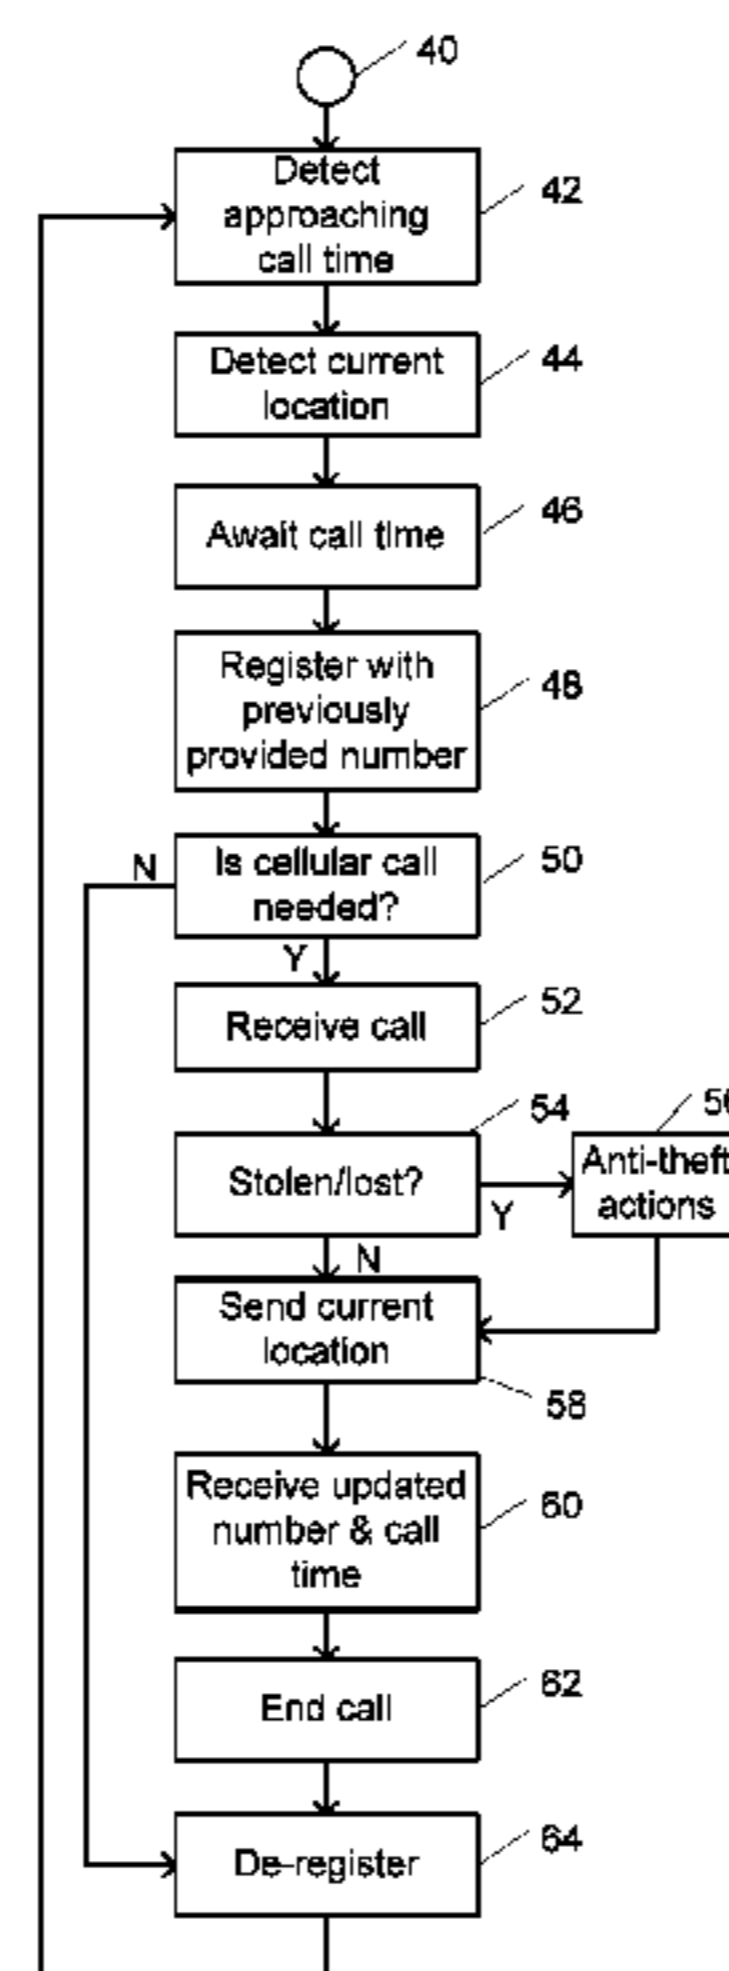 40
Detect
approaching
call time
42
Detect current
location
44
Await call time
46
Register with
previously
provided number
48
Is cellular call
needed?
50
N
Y
Receive call
52
Stolen/lost?
54
Y
N
Anti-theft
actions
Send current
location
58
Receive updated
number & call
time
60
End call
62
De-register
64